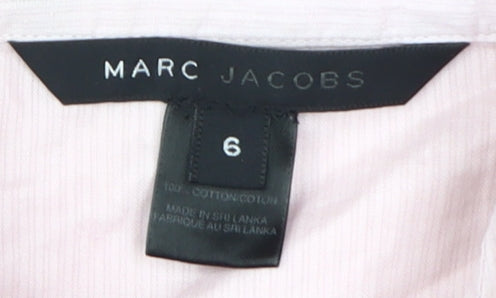 MARC JACOBS
6
100% COTTON/COTON
MADE IN SRI LANKA
FABRIQUE AU SRI LANKA